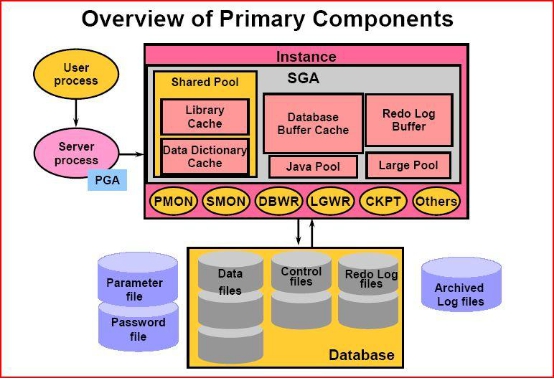 Overview of Primary Components
Instance
User
process
Server
process
PGA
SGA
Shared Pool
Library
Cache
Data Dictionary
Cache
Database
Buffer Cache
Redo Log
Buffer
Java Pool
Large Pool
PMON
SMON
DBWR
LGWR
CKPT
Others
Parameter
file
Password
file
Data
files
Control
files
Redo Log
files
Database
Archived
Log files